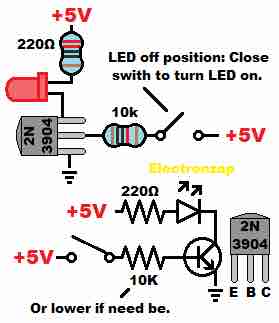 +5V
220Ω
LED off position: Close
swith to turn LED on.
10k
2N
3904
+5V
Electronzap
220Ω
+5V
2N
3904
+5V
10K
E B C
Or lower if need be.